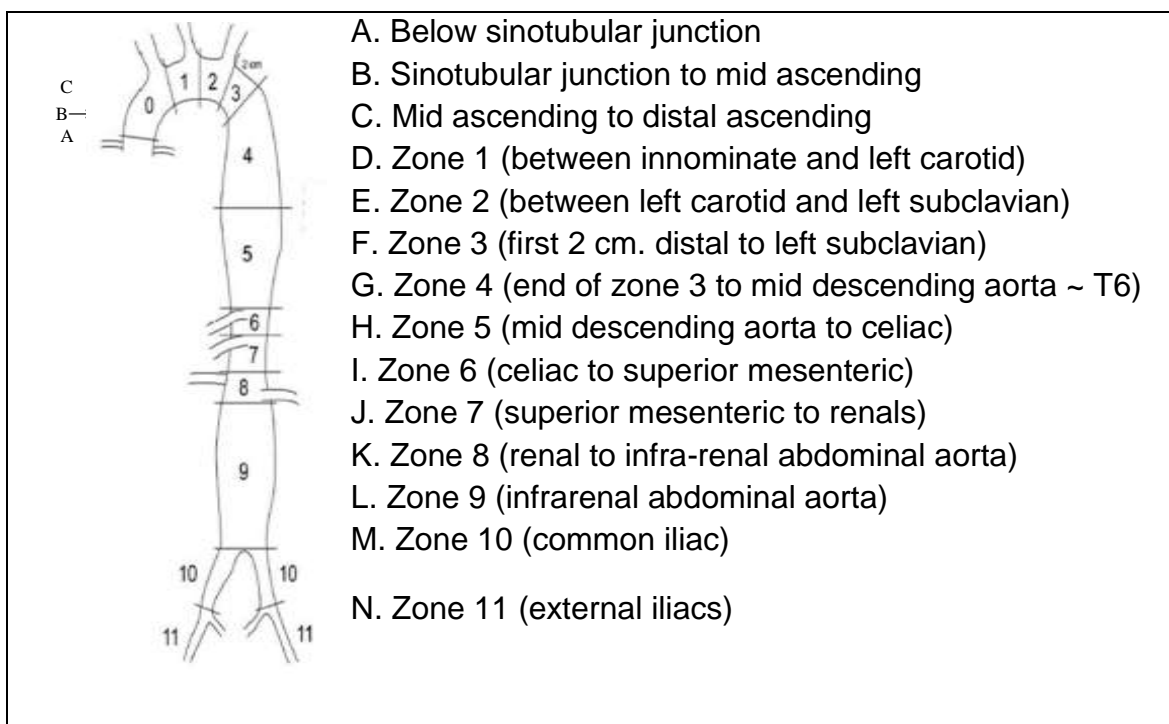 A. Below sinotubular junction
B. Sinotubular junction to mid ascending
C. Mid ascending to distal ascending
D. Zone 1 (between innominate and left carotid)
E. Zone 2 (between left carotid and left subclavian)
F. Zone 3 (first 2 cm. distal to left subclavian)
G. Zone 4 (end of zone 3 to mid descending aorta ~ T6)
H. Zone 5 (mid descending aorta to celiac)
I. Zone 6 (celiac to superior mesenteric)
J. Zone 7 (superior mesenteric to renals)
K. Zone 8 (renal to infra-renal abdominal aorta)
L. Zone 9 (infrarenal abdominal aorta)
M. Zone 10 (common iliac)
N. Zone 11 (external iliacs)
2 cm
C
B
A
0 1 2 3
4
5
6
7
8
9
10 10
11 11